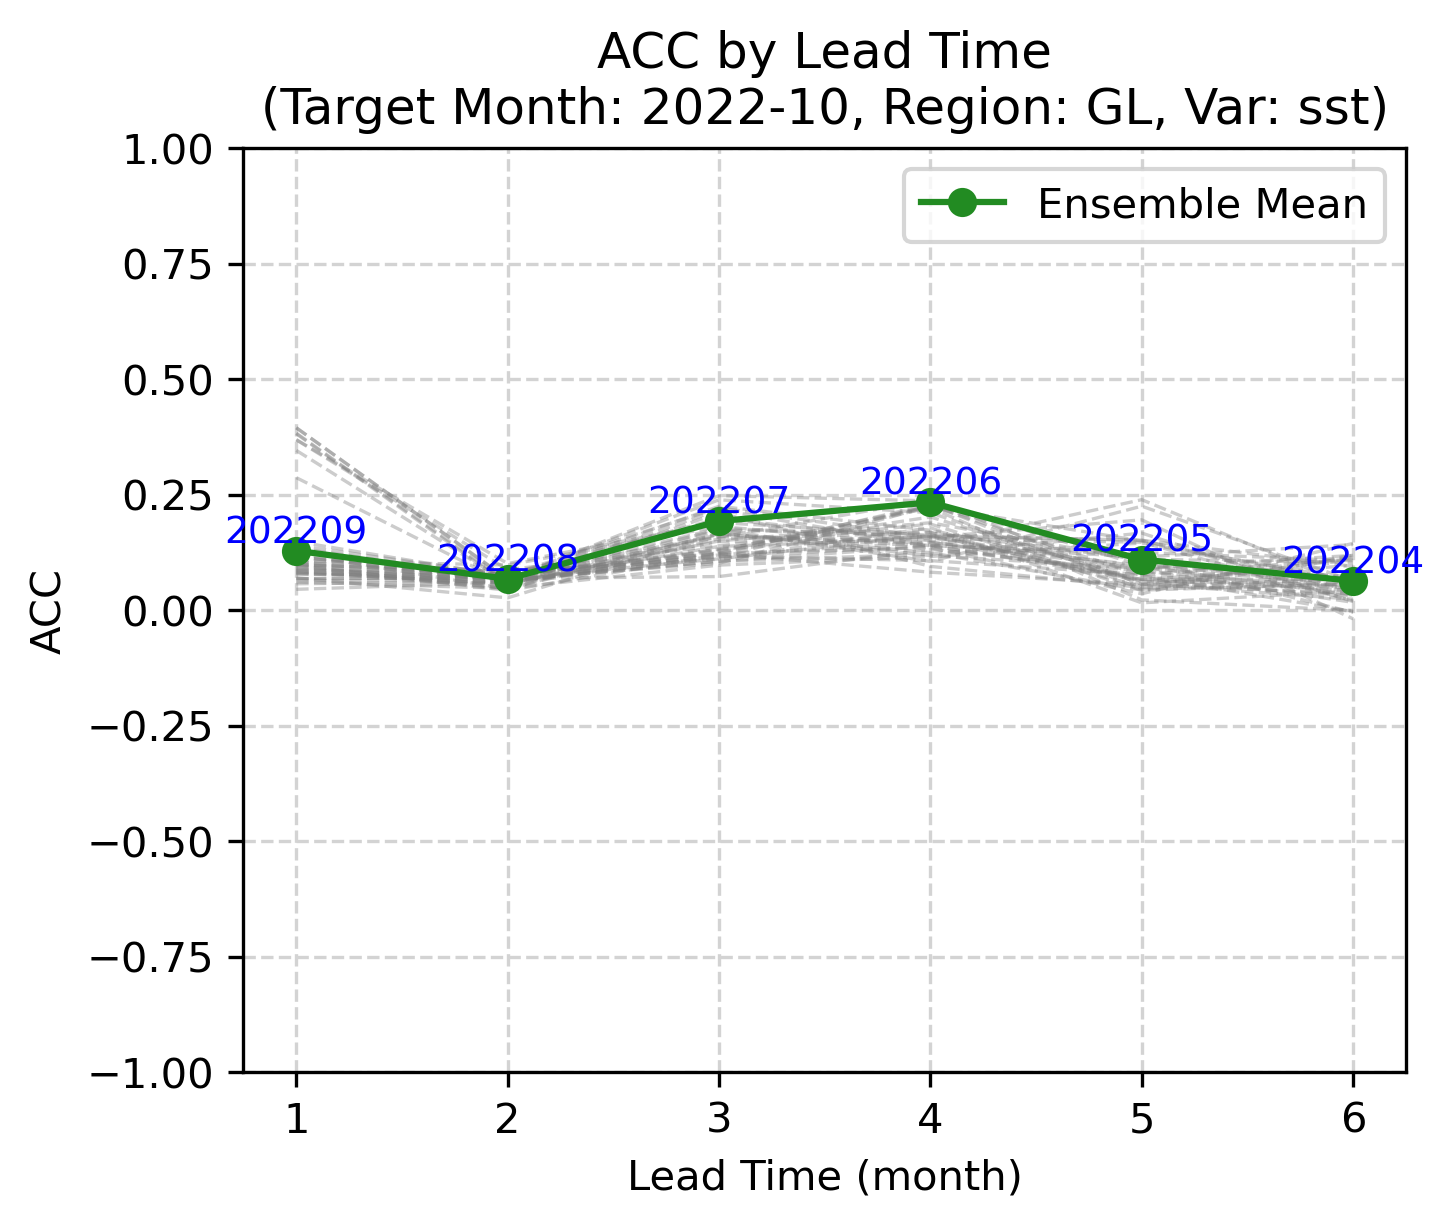 ACC by Lead Time
(Target Month: 2022-10, Region: GL, Var: sst)
Ensemble Mean
1.00
0.75
0.50
0.25
0.00
−0.25
−0.50
−0.75
−1.00
ACC
202209
202208
202207
202206
202205
202204
1 2 3 4 5 6
Lead Time (month)